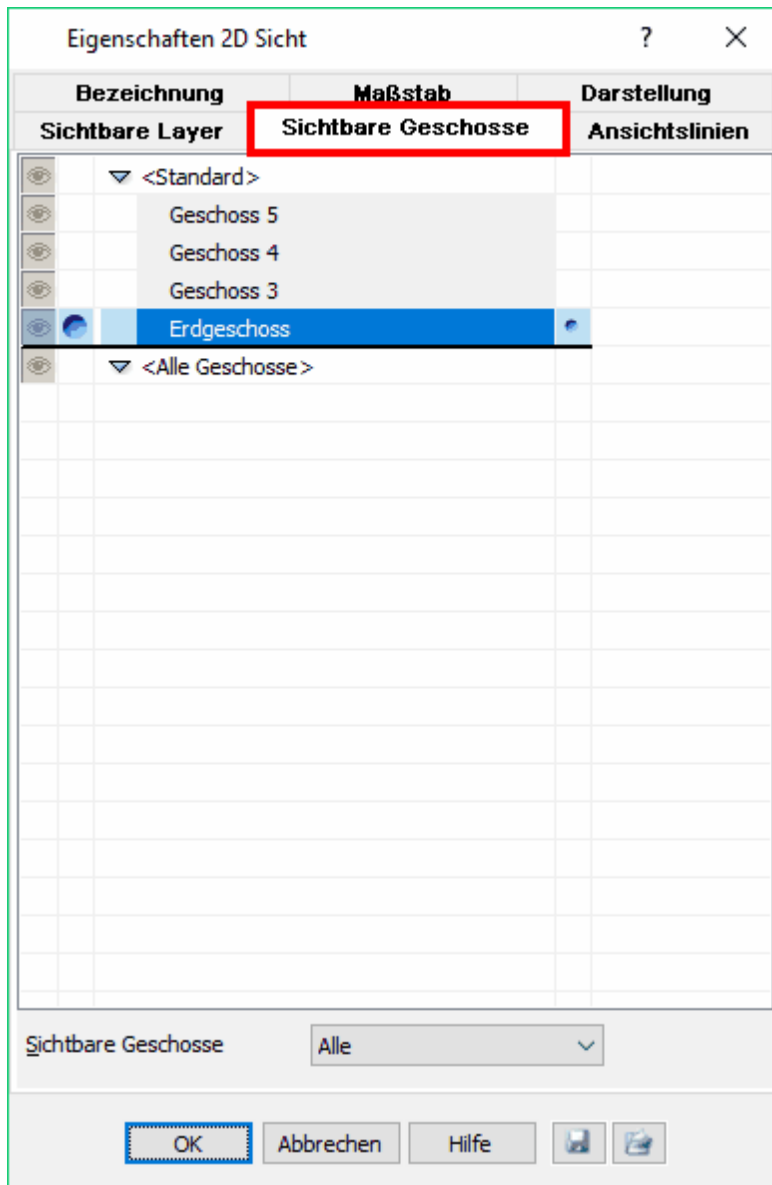 Eigenschaften 2D Sicht ?
Bezeichnung Maßstab Darstellung
Sichtbare Layer Sichtbare Geschosse Ansichtslinien
<Standard>
Geschoss 5
Geschoss 4
Geschoss 3
Erdgeschoss
<Alle Geschosse>
Sichtbare Geschosse Alle
OK Abbrechen Hilfe